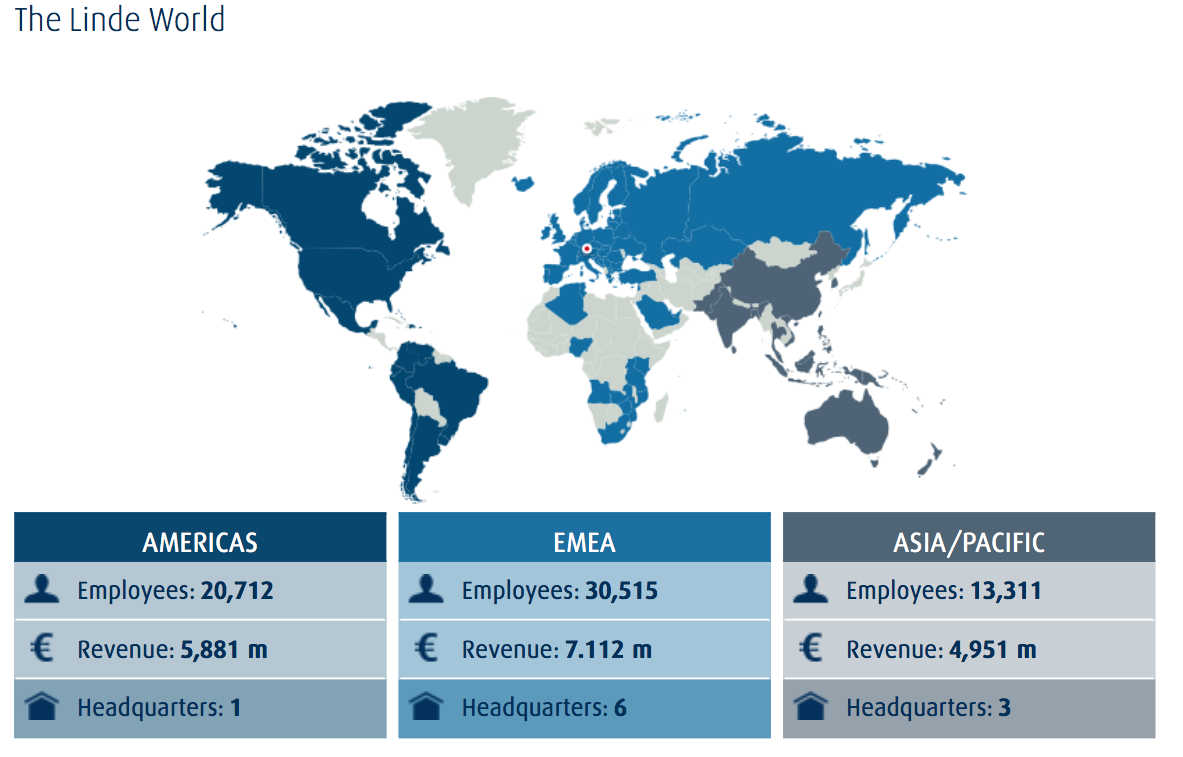 The Linde World
AMERICAS
Employees: 20,712
€ Revenue: 5,881 m
Headquarters: 1
EMEA
Employees: 30,515
€ Revenue: 7.112 m
Headquarters: 6
ASIA/PACIFIC
Employees: 13,311
€ Revenue: 4,951 m
Headquarters: 3